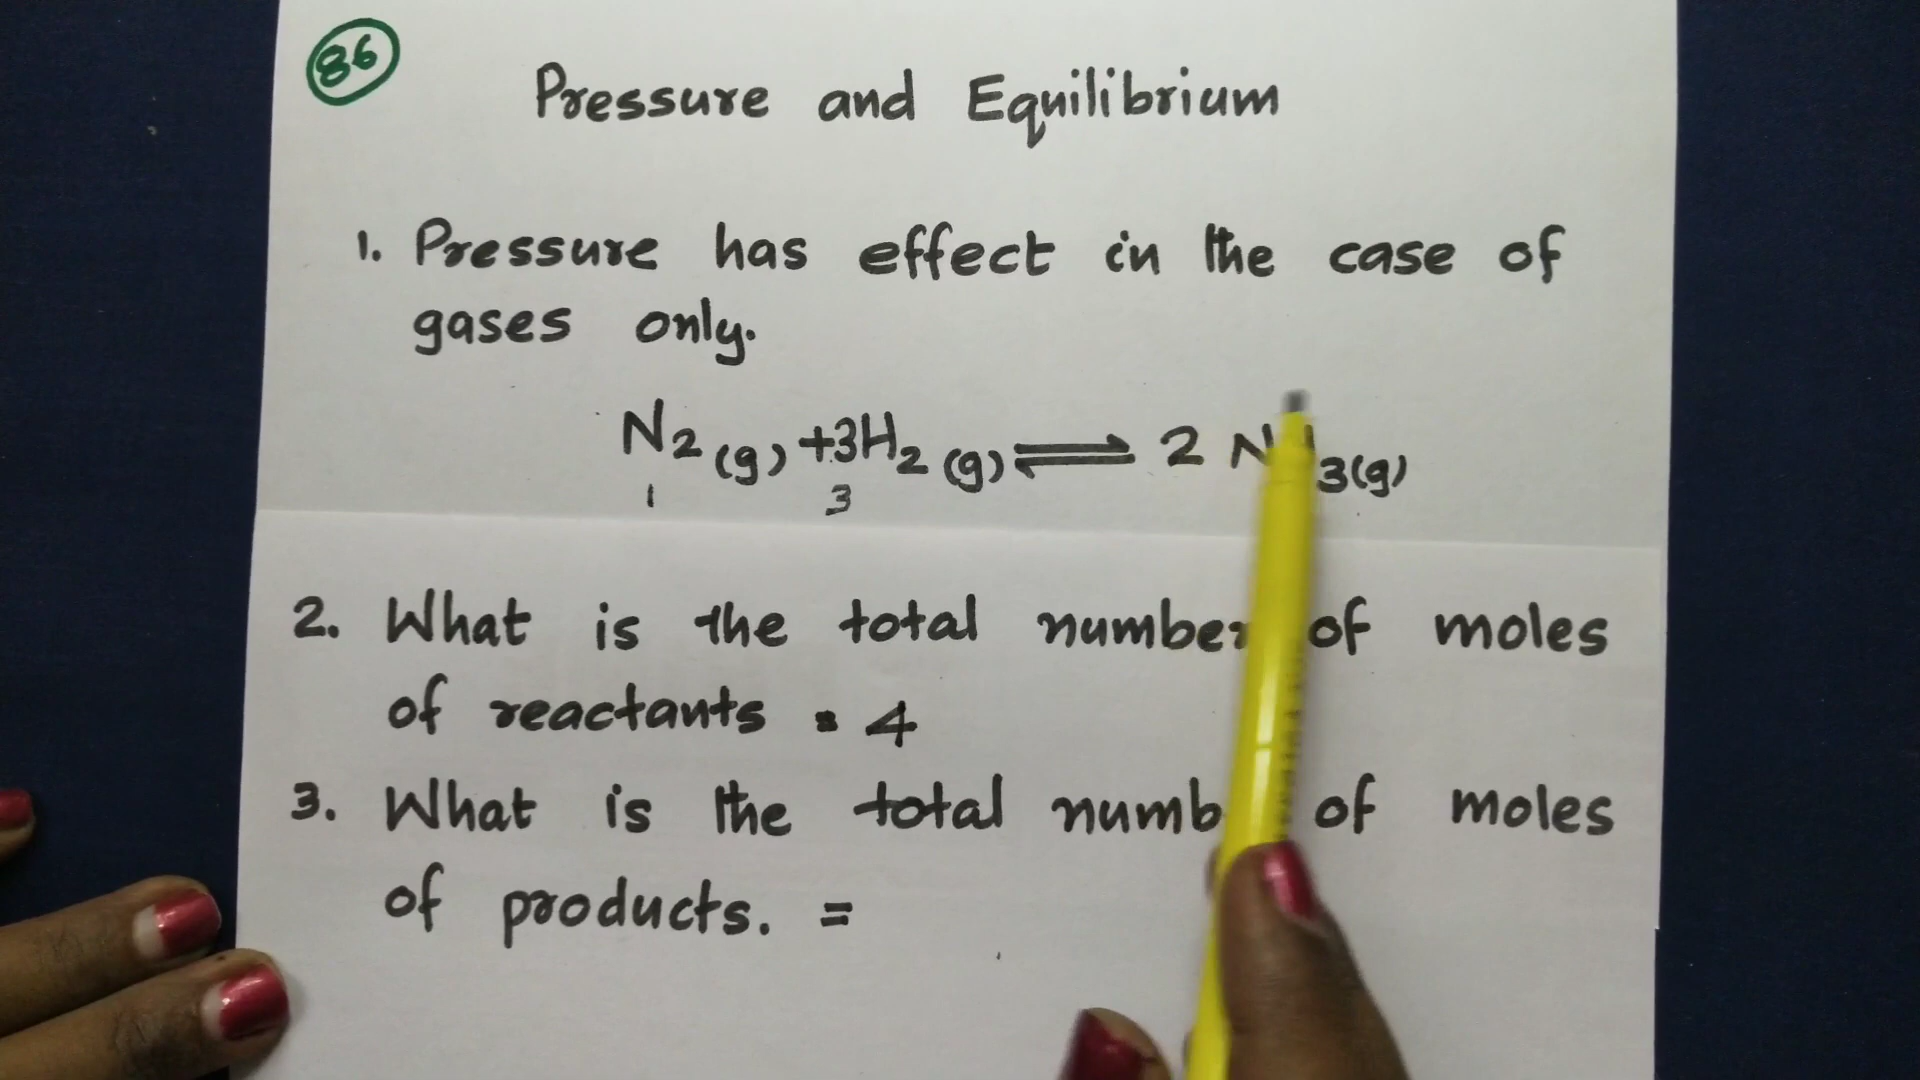 86
Pressure and Equilibrium
1. Pressure has effect in the case of
gases only.
N2(g) +3H2(g) ⇌ 2 NH3(g)
1 3
2. What is the total number of moles
of reactants = 4
3. What is the total numb of moles
of products. =